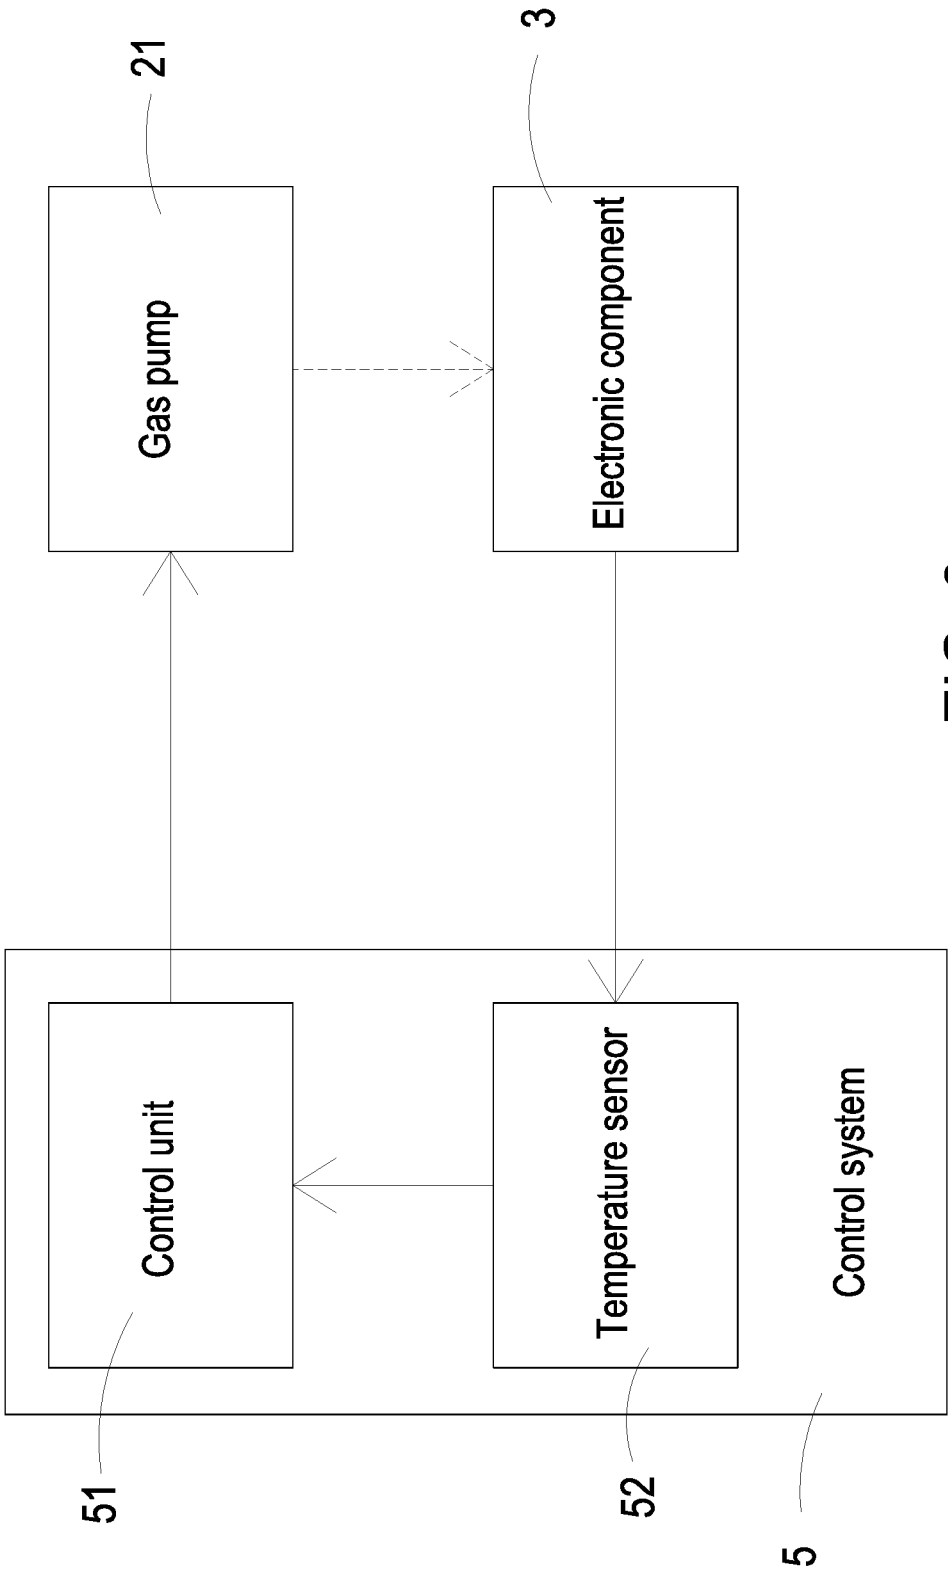 51
Control unit
Gas pump
21
52
Temperature sensor
Electronic component
3
5
Control system